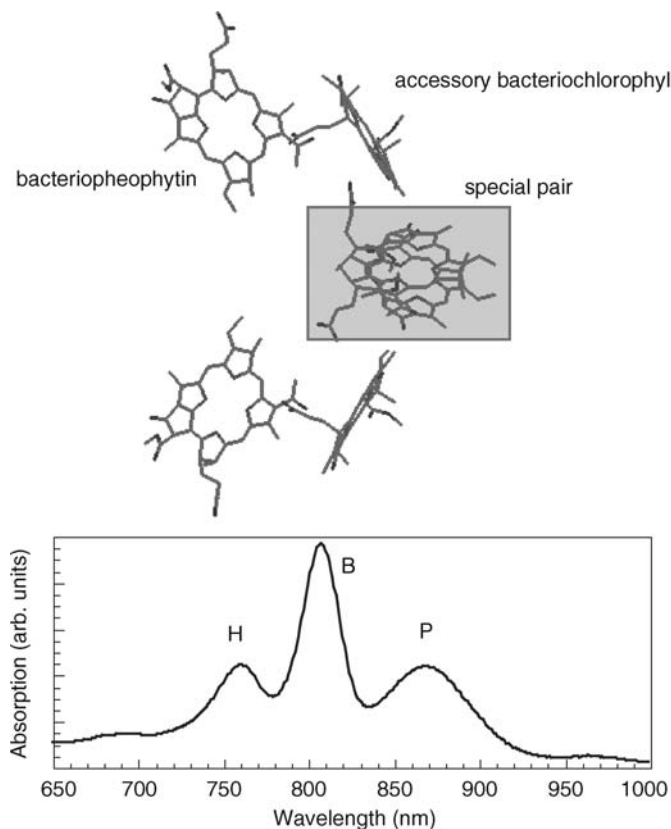 accessory bacteriochlorophyl
bacteriopheophytin
special pair
Absorption (arb. units)
H
B
P
650 700 750 800 850 900 950 1000
Wavelength (nm)